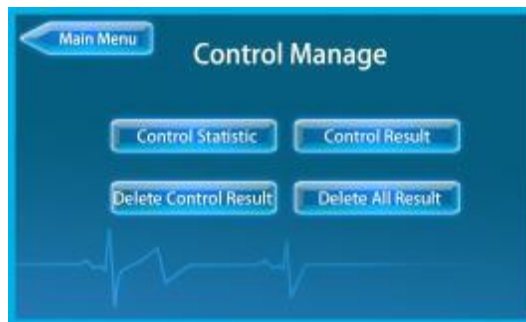 Main Menu
Control Manage
Control Statistic
Control Result
Delete Control Result
Delete All Result